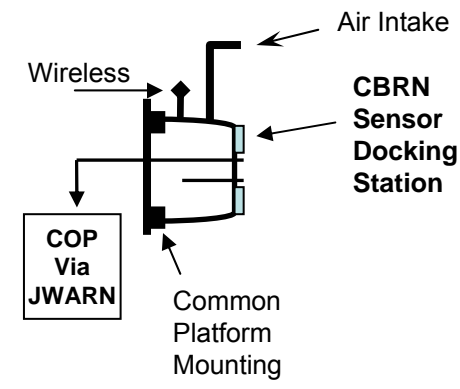 Air Intake
Wireless
CBRN
Sensor
Docking
Station
COP
Via
JWARN
Common
Platform
Mounting